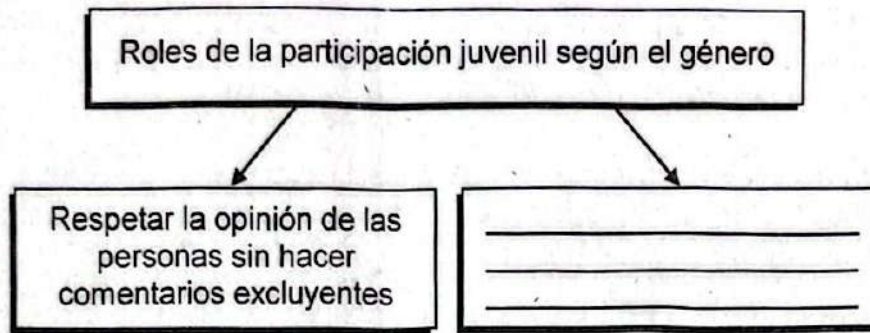 Roles de la participación juvenil según el género
Respetar la opinión de las
personas sin hacer
comentarios excluyentes